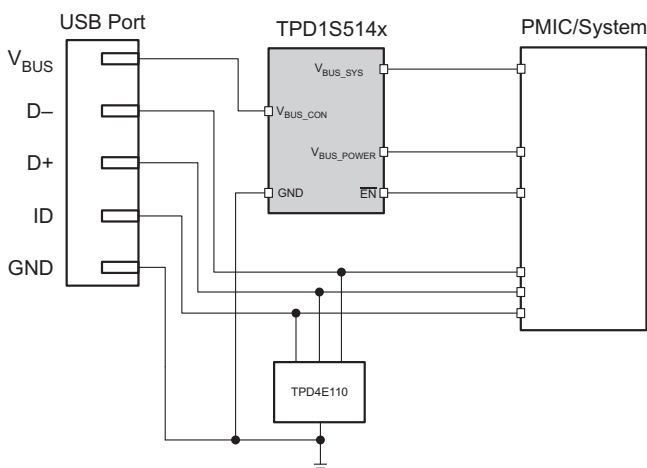 USB Port
TPD1S514x
PMIC/System
VBUS
D–
D+
ID
GND
VBUS_SYS
VBUS_CON
VBUS_POWER
GND
EN
TPD4E110